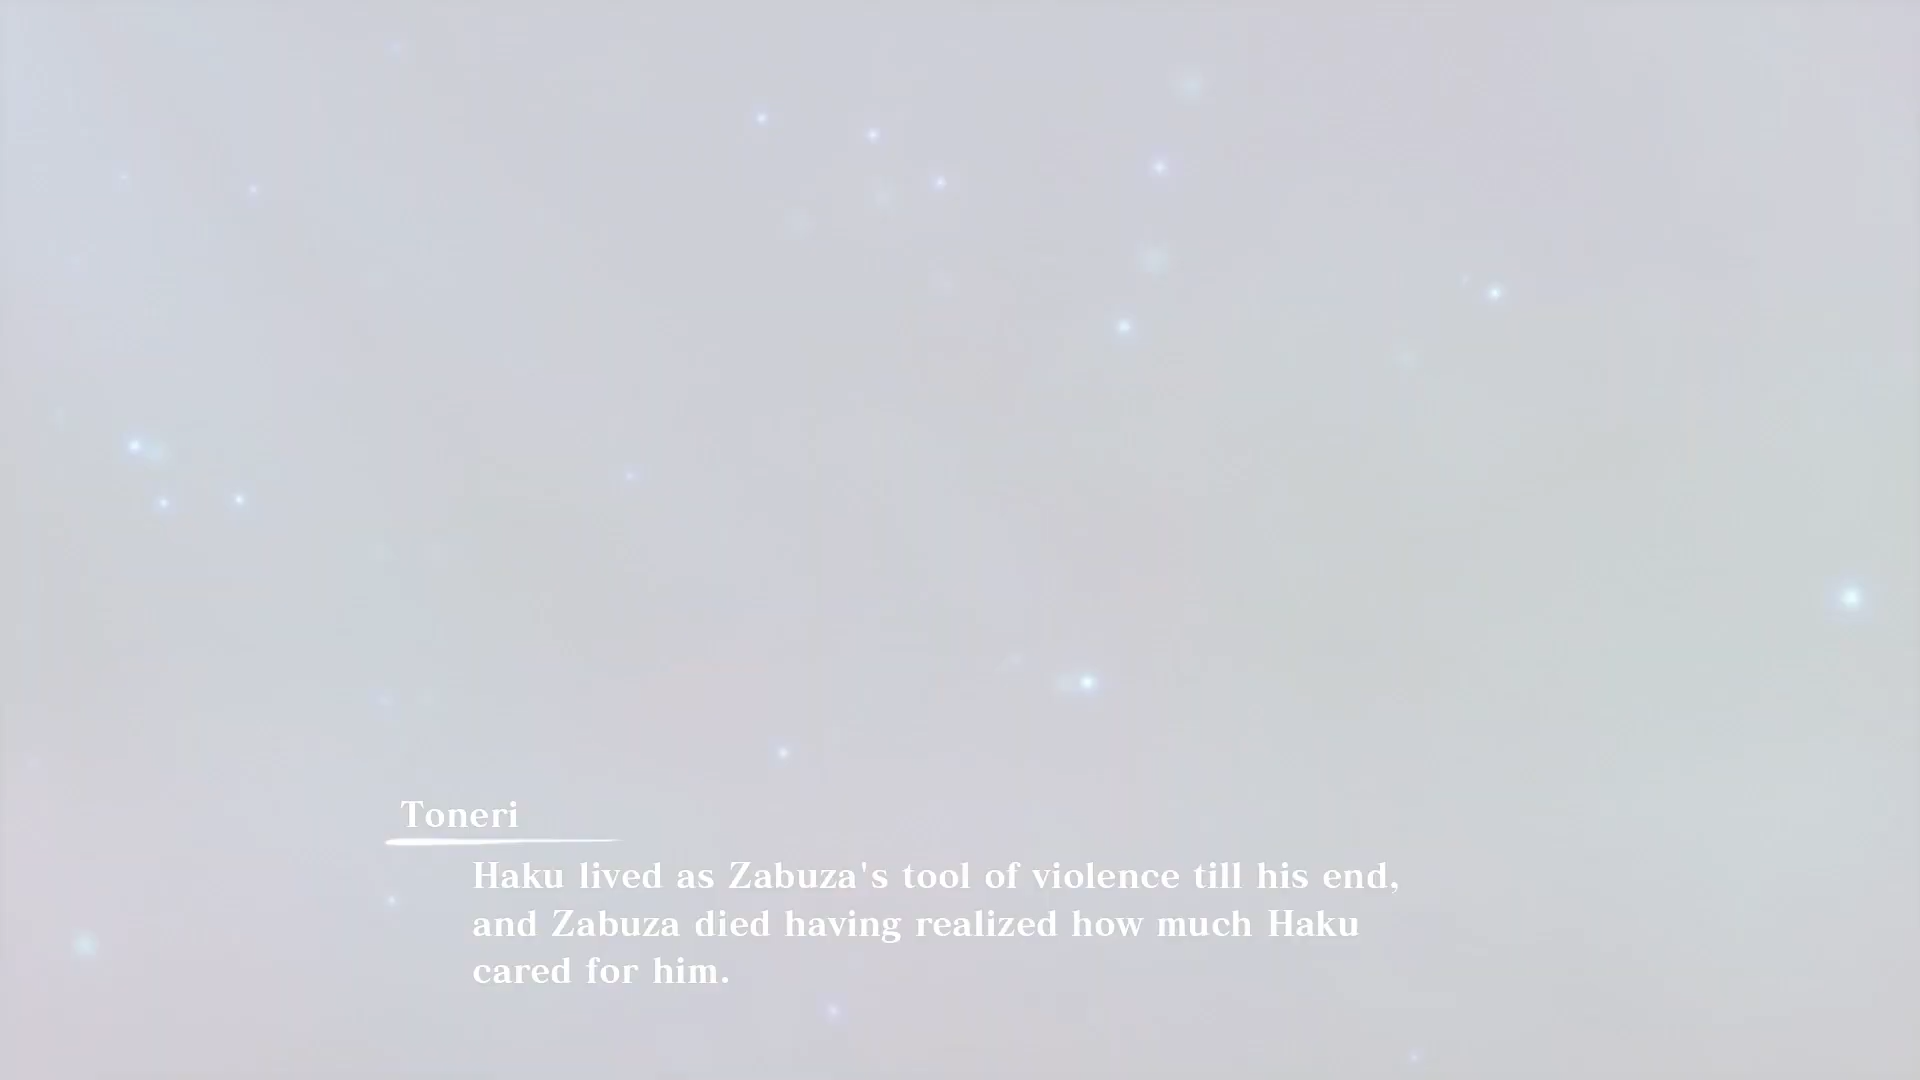 Toneri
Haku lived as Zabuza's tool of violence till his end,
and Zabuza died having realized how much Haku
cared for him.